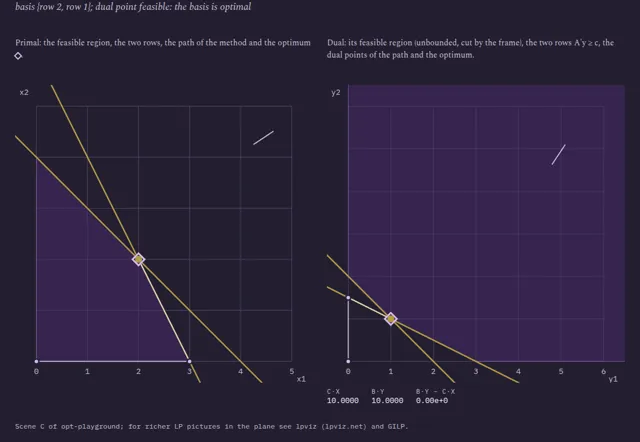 basis {row 2, row 1}; dual point feasible: the basis is optimal
Primal: the feasible region, the two rows, the path of the method and the optimum
◇.
Dual: its feasible region (unbounded, cut by the frame), the two rows A'y ≥ c, the
dual points of the path and the optimum.
x2
0 1 2 3 4 5
x1
y2
0 1 2 3 4 5 6
y1
C·X B·Y B·Y − C·X
10.0000 10.0000 0.00e+0
Scene C of opt-playground; for richer LP pictures in the plane see lpviz (lpviz.net) and GILP.